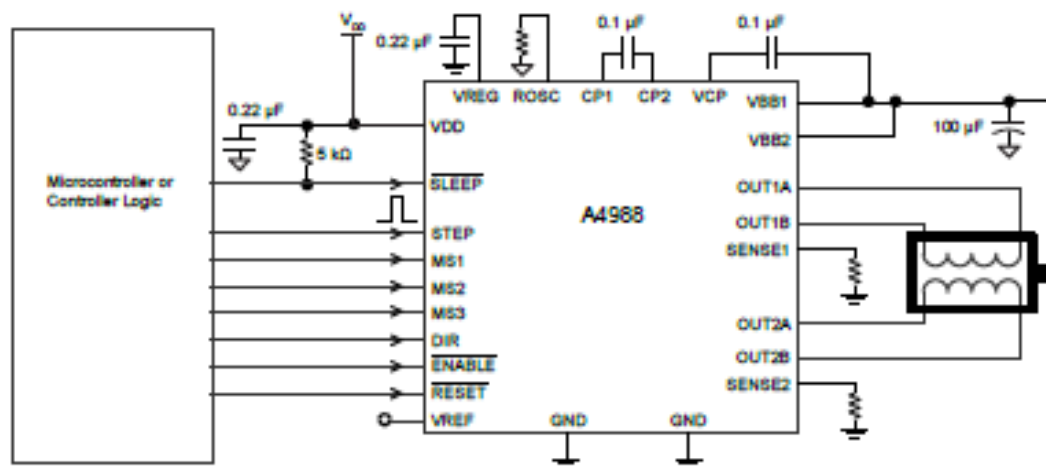 V_DD
0.22 µF
0.1 µF
0.1 µF
VREG
ROSC
CP1
CP2
VCP
VBB1
0.22 µF
VDD
VBB2
100 µF
5 kΩ
Microcontroller or
Controller Logic
SLEEP
OUT1A
A4988
OUT1B
STEP
SENSE1
MS1
MS2
MS3
OUT2A
DIR
OUT2B
ENABLE
RESET
SENSE2
VREF
GND
GND